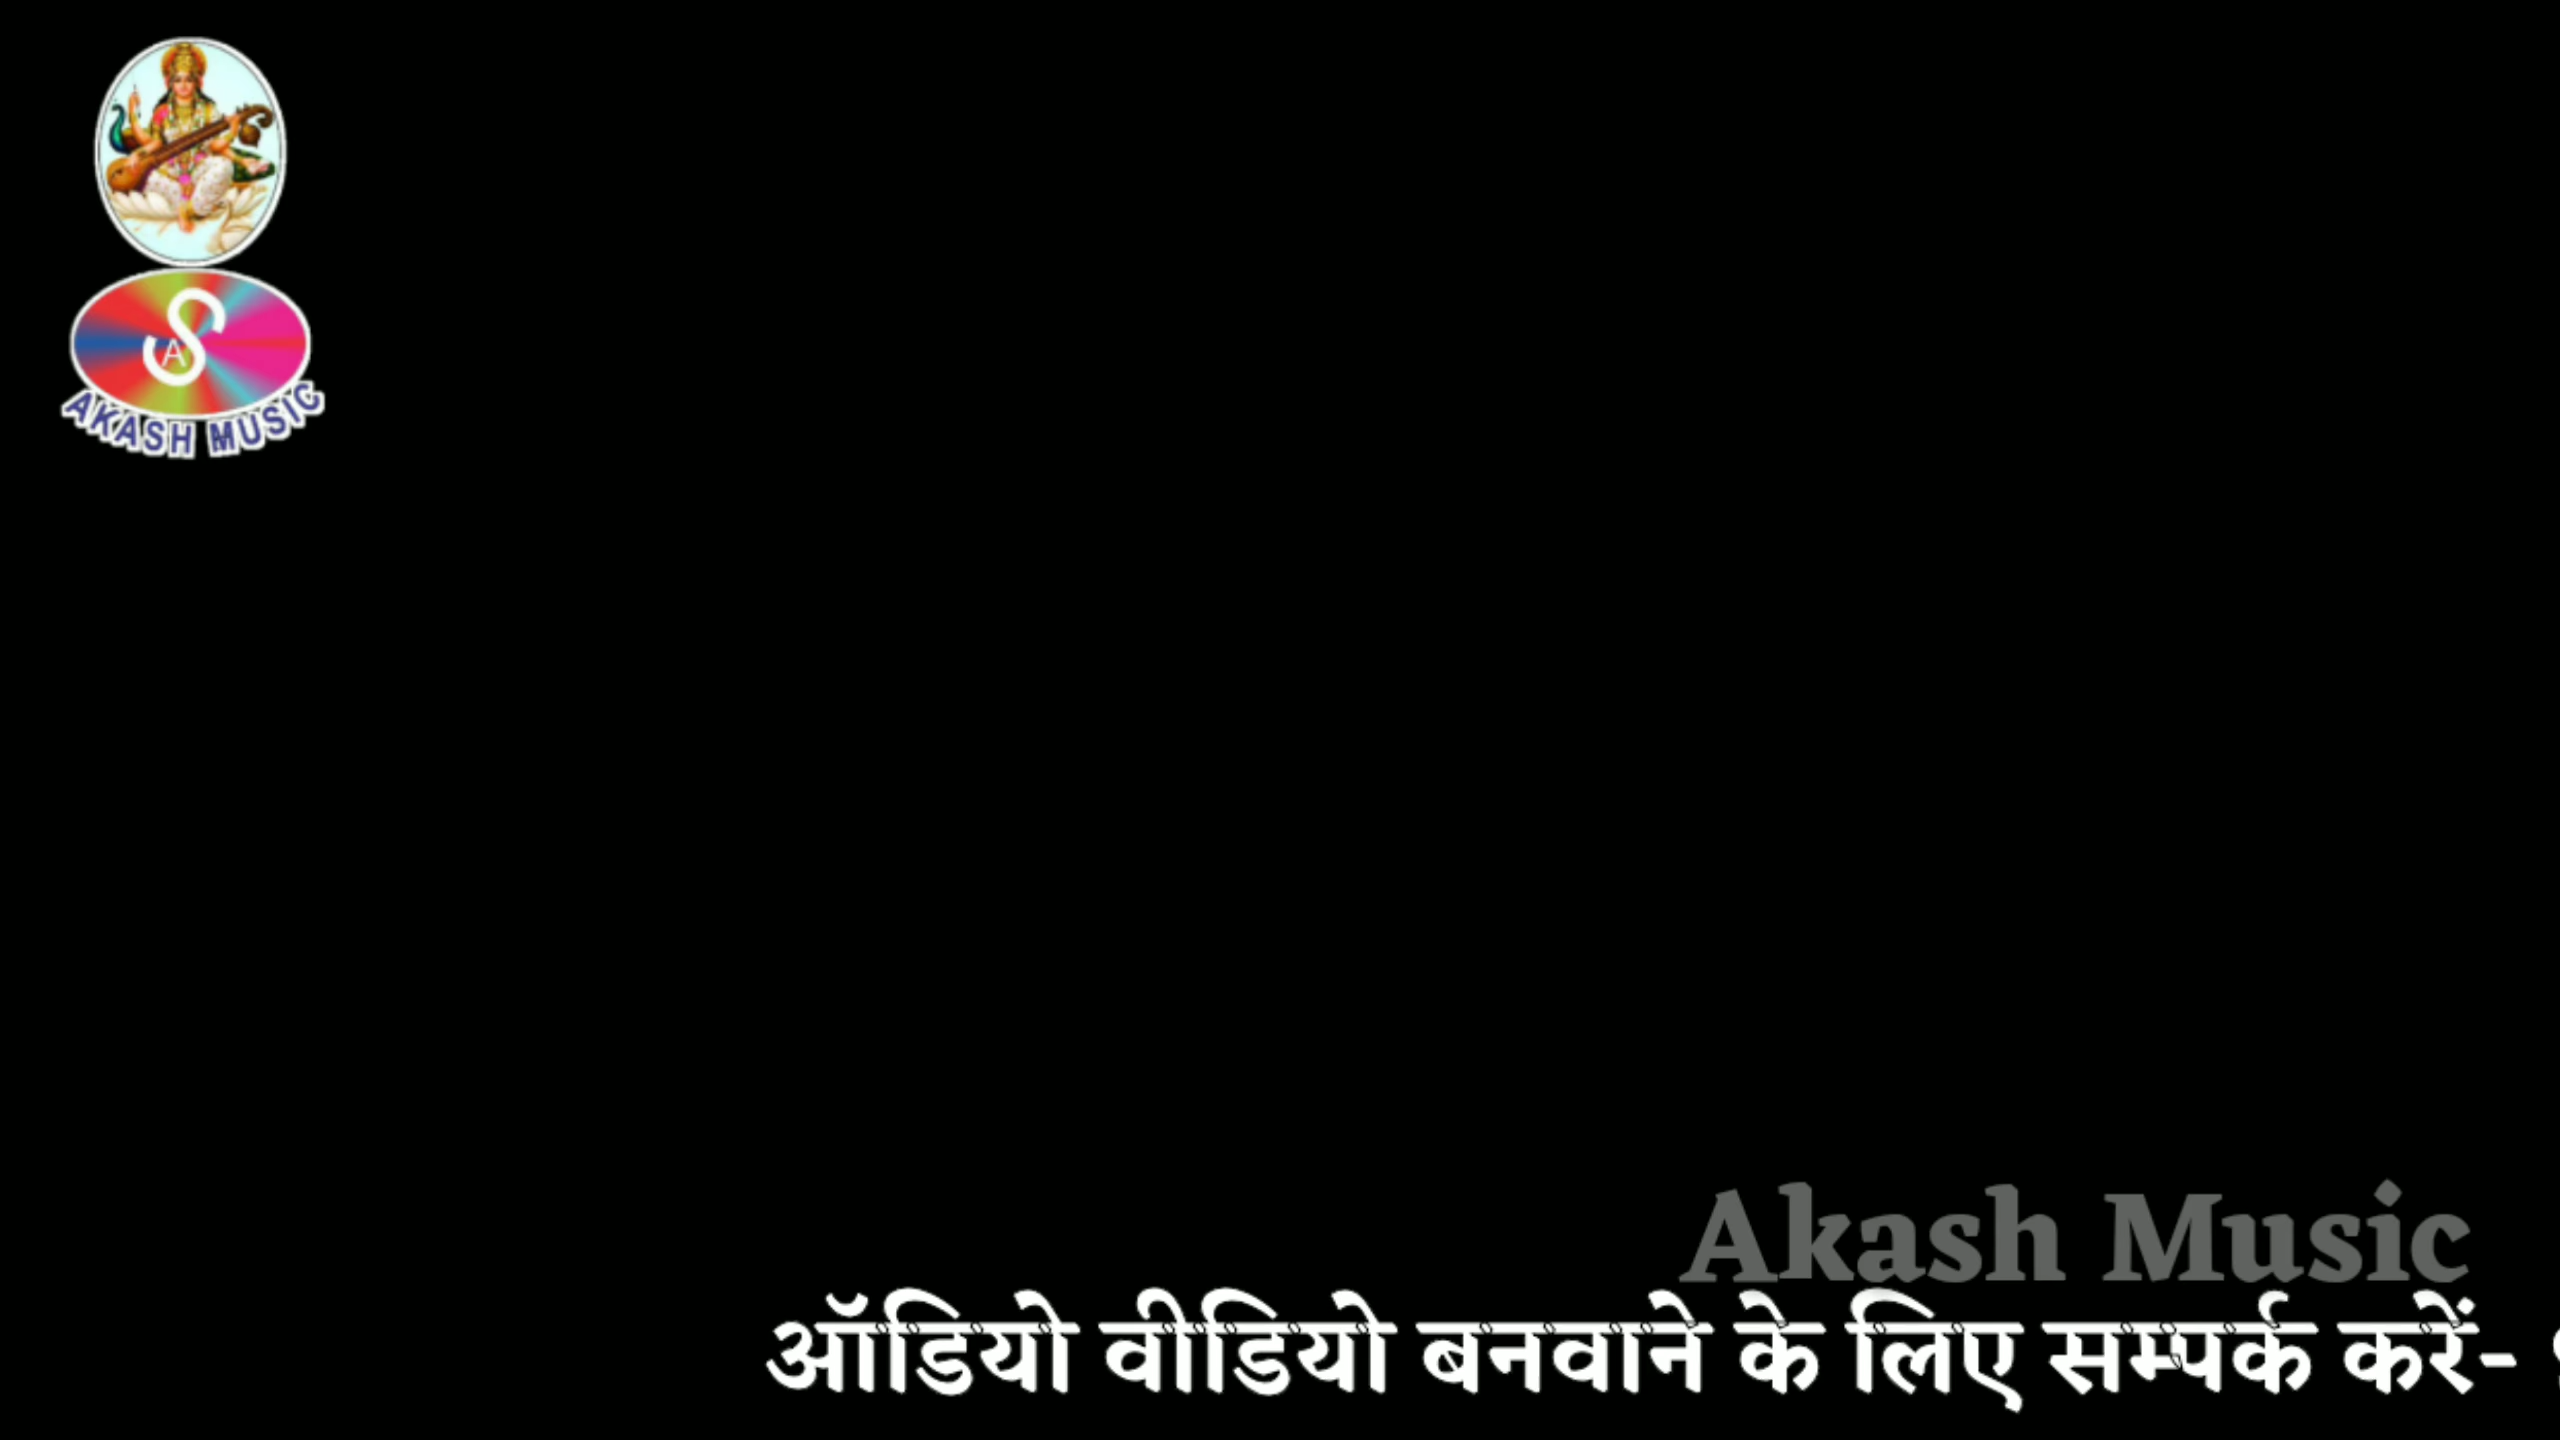 S
A
AKASH MUSIC
Akash Music
ऑडियो वीडियो बनवाने के लिए सम्पर्क करें-